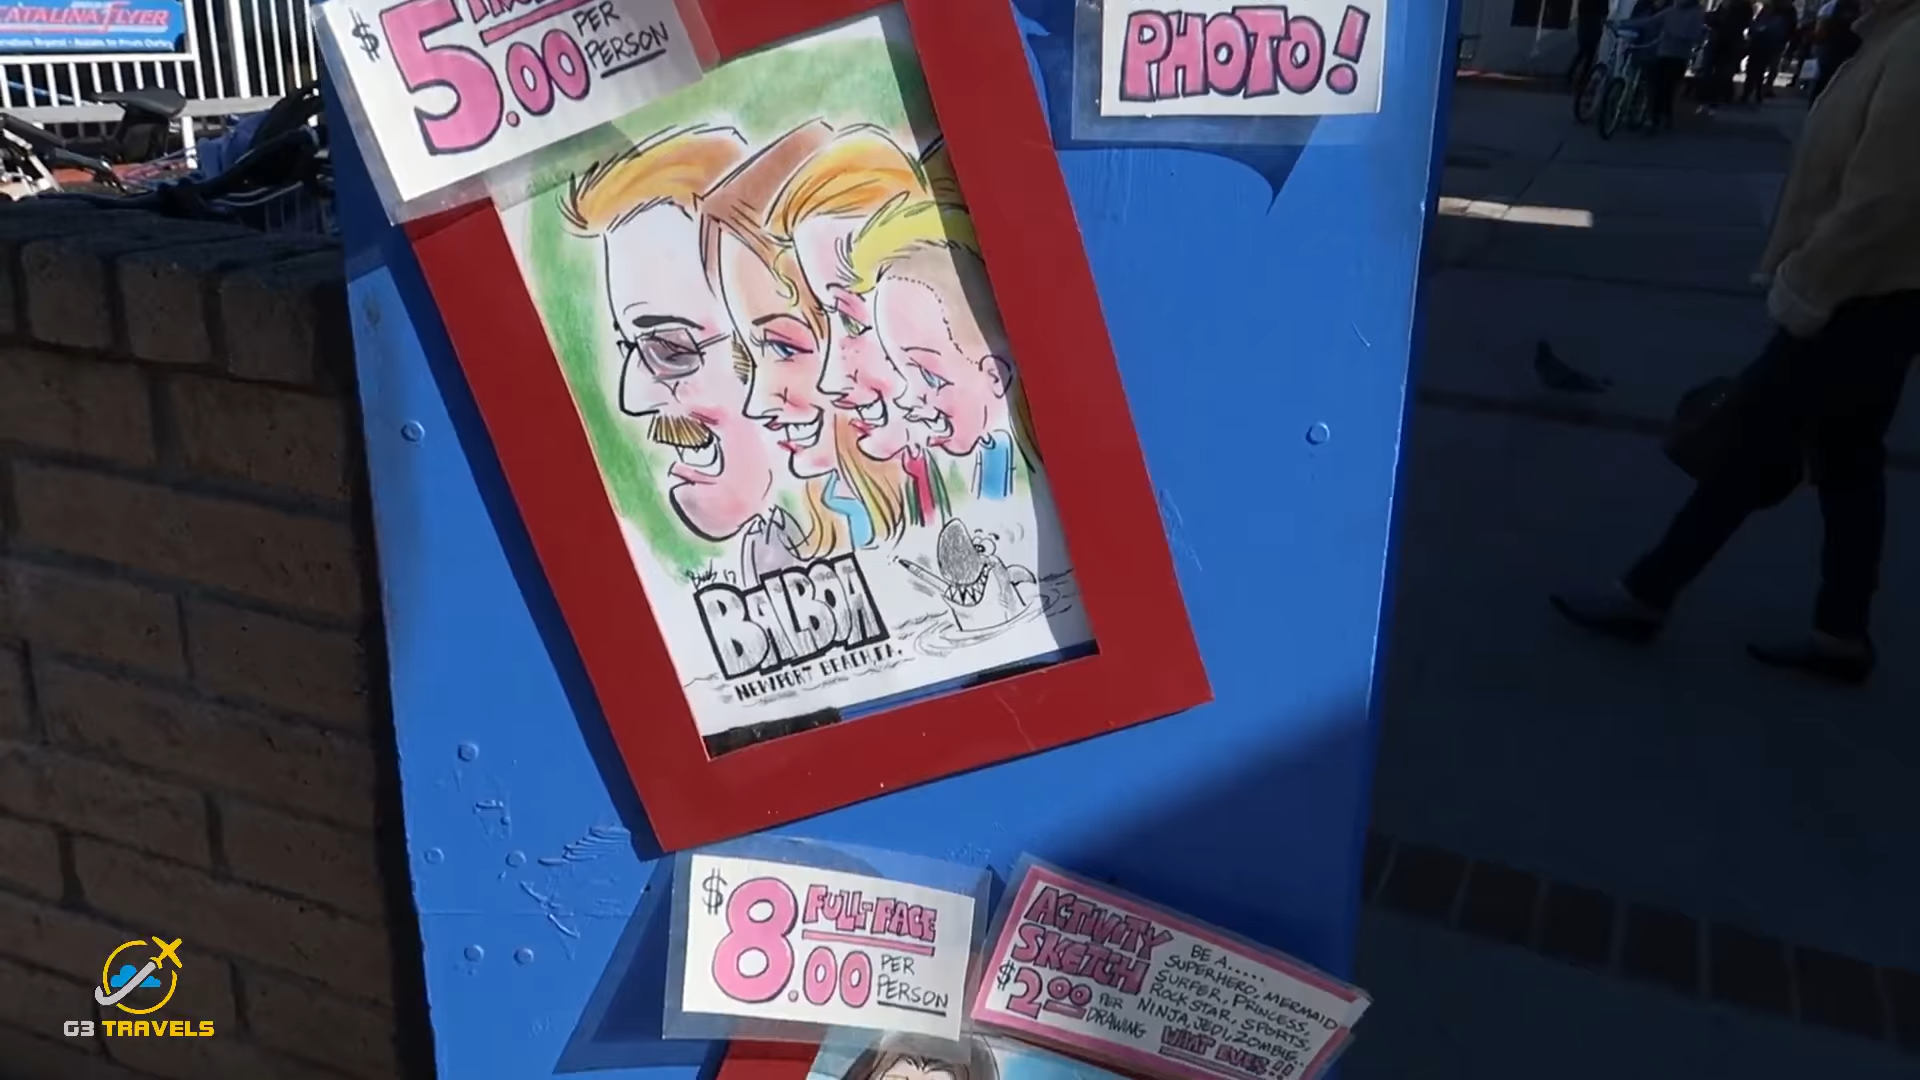 CATALINA FLYER
$5.00 PER PERSON
PHOTO!
BALBOA
NEWPORT BEACH, CA.
$8.00 FULL FACE
PER PERSON
ACTIVITY SKETCH
$2.00 PER DRAWING
BE A.....
SUPERHERO, MERMAID
SURFER, PRINCESS,
ROCK STAR, SPORTS,
NINJA, JEDI, ZOMBIE..
WHAT EVER!!
G3 TRAVELS